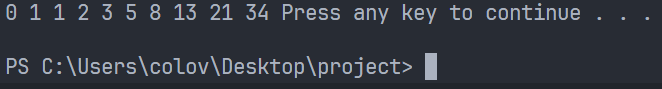 0 1 1 2 3 5 8 13 21 34 Press any key to continue . . .
PS C:\Users\colov\Desktop\project>